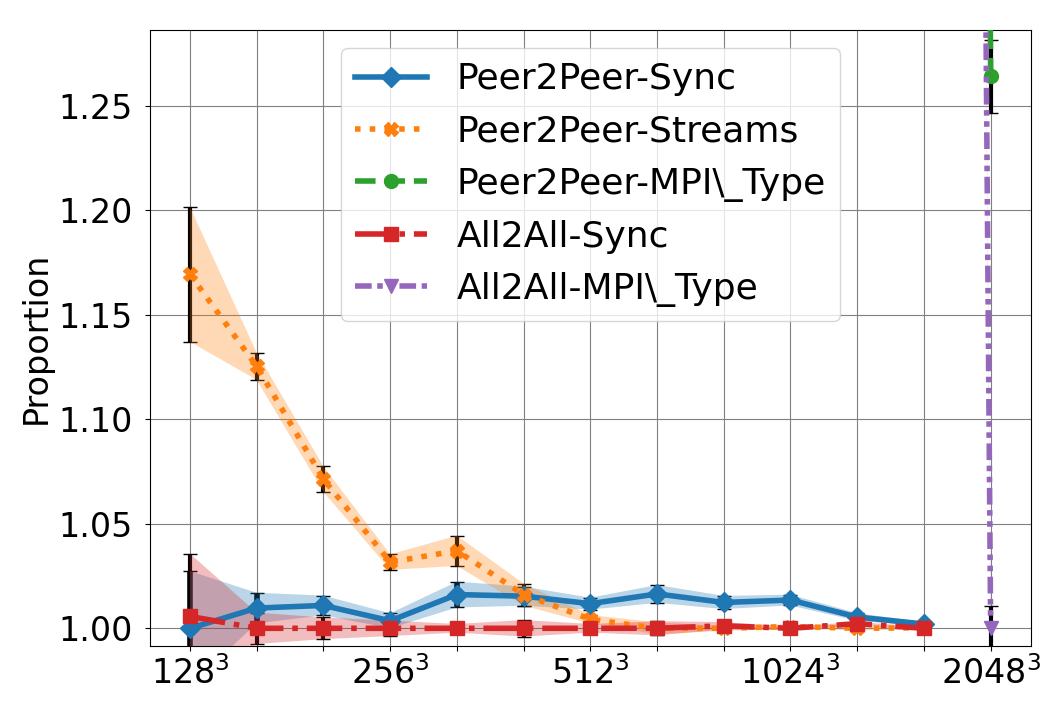 Peer2Peer-Sync
Peer2Peer-Streams
Peer2Peer-MPI\_Type
All2All-Sync
All2All-MPI\_Type
Proportion
1.25
1.20
1.15
1.10
1.05
1.00
128³ 256³ 512³ 1024³ 2048³